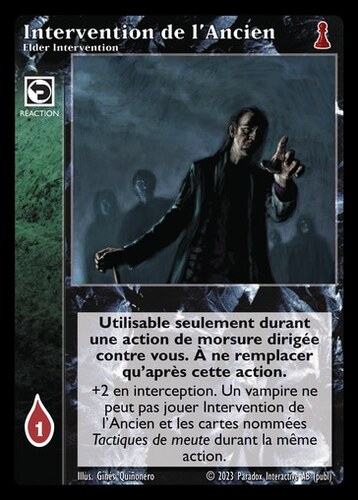 Intervention de l'Ancien
Elder Intervention
REACTION
Utilisable seulement durant
une action de morsure dirigée
contre vous. À ne remplacer
qu'après cette action.
+2 en interception. Un vampire ne
peut pas jouer Intervention de
l'Ancien et les cartes nommées
Tactiques de meute durant la même
action.
1
Illus. Ginés Quiñonero
© 2023 Paradox Interactive AB (publ)